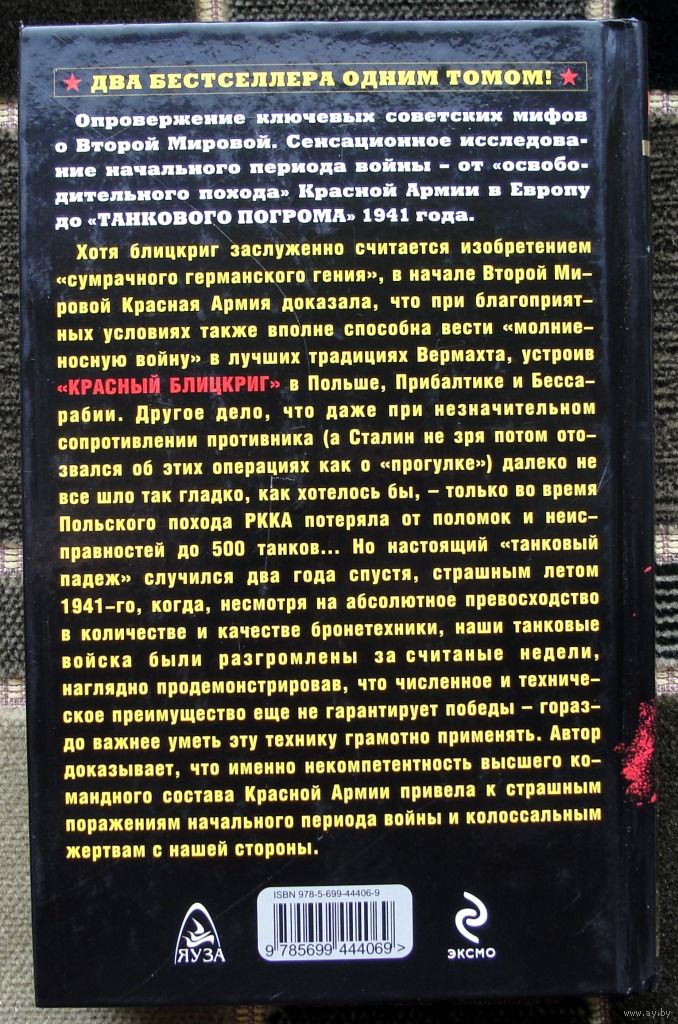 ★ ДВА БЕСТСЕЛЛЕРА ОДНИМ ТОМОМ! ★
Опровержение ключевых советских мифов
о Второй Мировой. Сенсационное исследова-
ние начального периода войны – от «освобо-
дительного похода» Красной Армии в Европу
до «ТАНКОВОГО ПОГРОМА» 1941 года.
Хотя блицкриг заслуженно считается изобретением
«сумрачного германского гения», в начале Второй Ми-
ровой Красная Армия доказала, что при благоприят-
ных условиях также вполне способна вести «молние-
носную войну» в лучших традициях Вермахта, устроив
«КРАСНЫЙ БЛИЦКРИГ» в Польше, Прибалтике и Бесса-
рабии. Другое дело, что даже при незначительном
сопротивлении противника (а Сталин не зря потом ото-
звался об этих операциях как о «прогулке») далеко не
все шло так гладко, как хотелось бы, – только во время
Польского похода РККА потеряла от поломок и неис-
правностей до 500 танков... Но настоящий «танковый
падеж» случился два года спустя, страшным летом
1941-го, когда, несмотря на абсолютное превосходство
в количестве и качестве бронетехники, наши танковые
войска были разгромлены за считаные недели,
наглядно продемонстрировав, что численное и техниче-
ское преимущество еще не гарантирует победы – гораз-
до важнее уметь эту технику грамотно применять. Автор
доказывает, что именно некомпетентность высшего ко-
мандного состава Красной Армии привела к страшным
поражениям начального периода войны и колоссальным
жертвам с нашей стороны.
ISBN 978-5-699-44406-9
9 785699 444069 >
ЯУЗА
ЭКСМО
www.ay.by